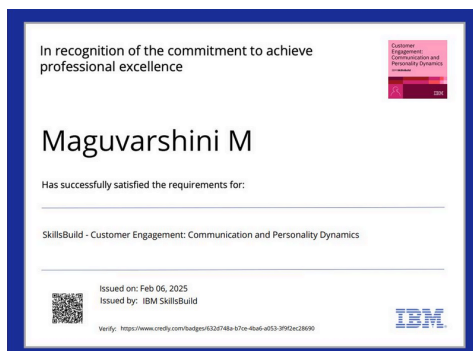 In recognition of the commitment to achieve
professional excellence
Customer
Engagement:
Communication and
Personality Dynamics
IBM
Maguvarshini M
Has successfully satisfied the requirements for:
SkillsBuild - Customer Engagement: Communication and Personality Dynamics
Issued on: Feb 06, 2025
Issued by: IBM SkillsBuild
Verify: https://www.credly.com/badges/632d748a-b7ce-4ba6-a053-3f9f2ec28690
IBM